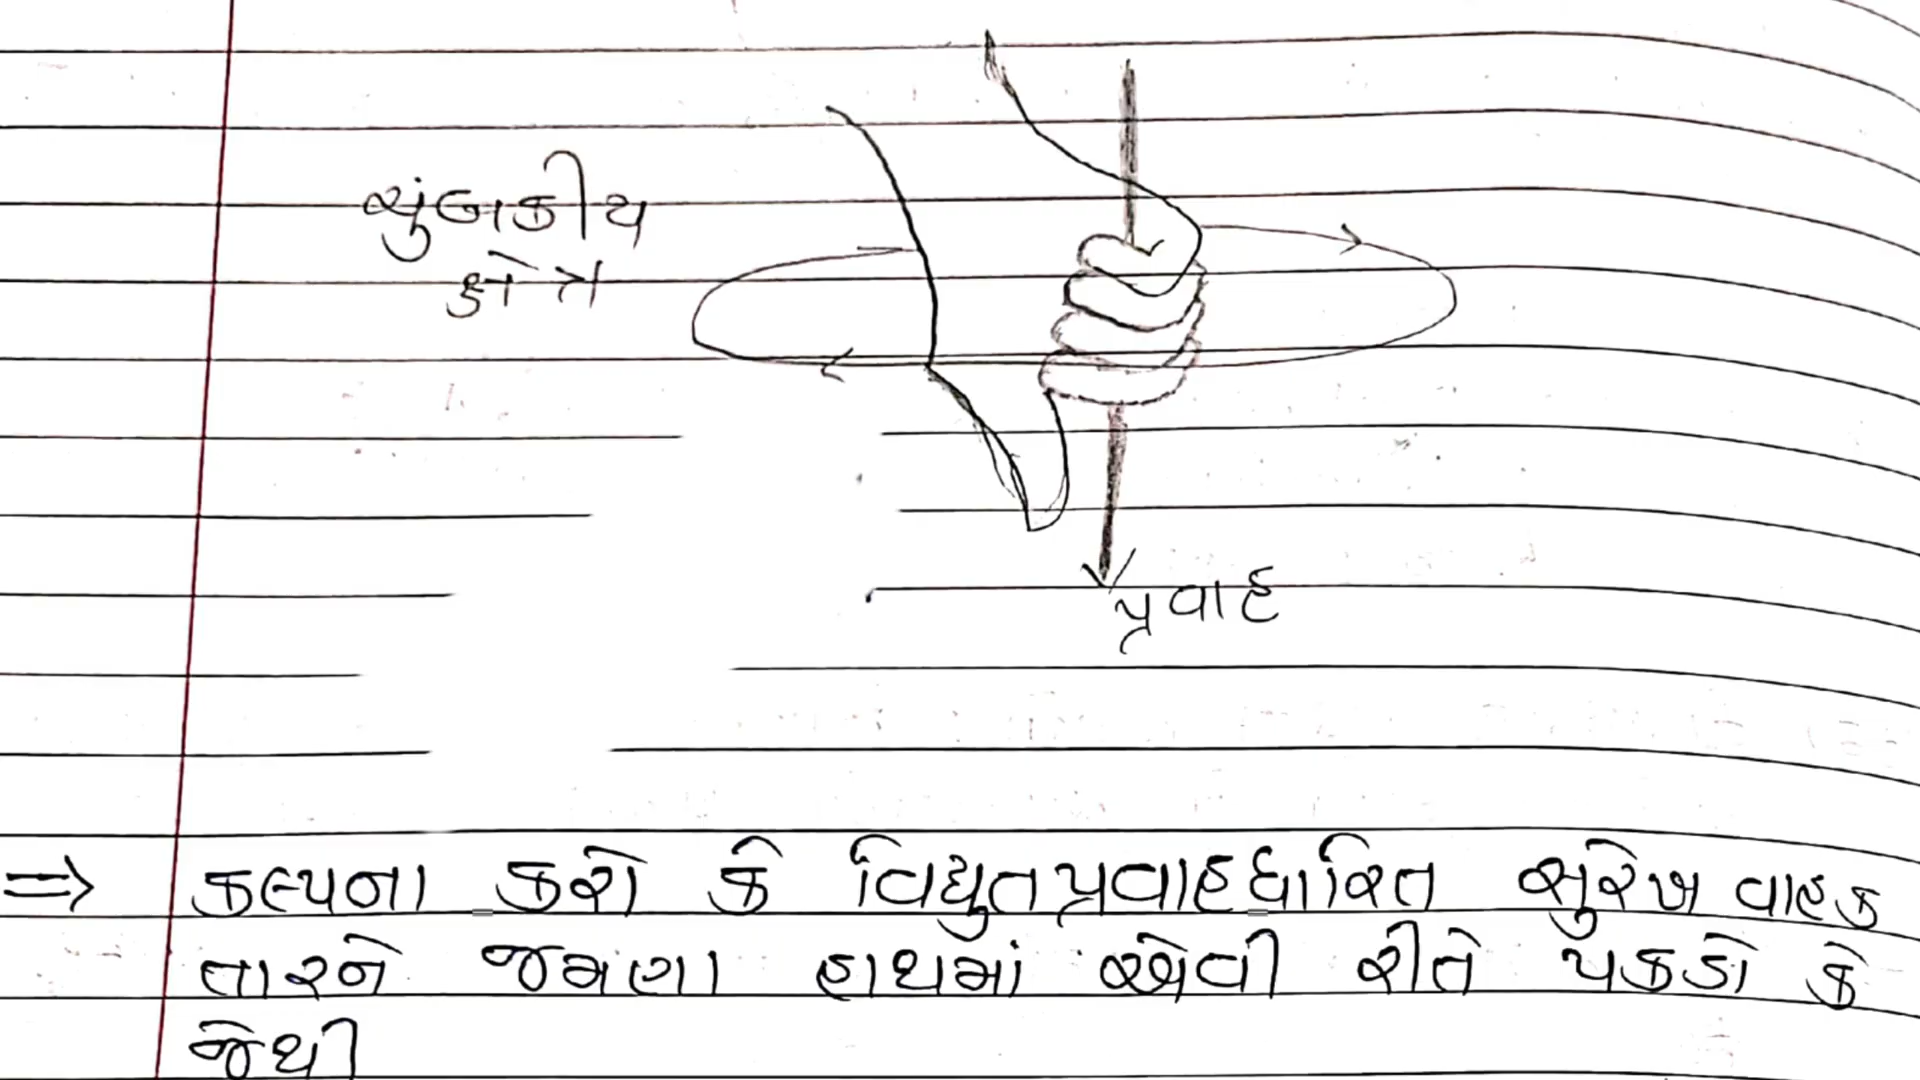 ચુંબકીય
ક્ષેત્ર
પ્રવાહ
=> કલ્પના કરો કે વિદ્યુતપ્રવાહધારિત સુરેખ વાહક
તારને જમણા હાથમાં એવી રીતે પકડો કે
જેથી